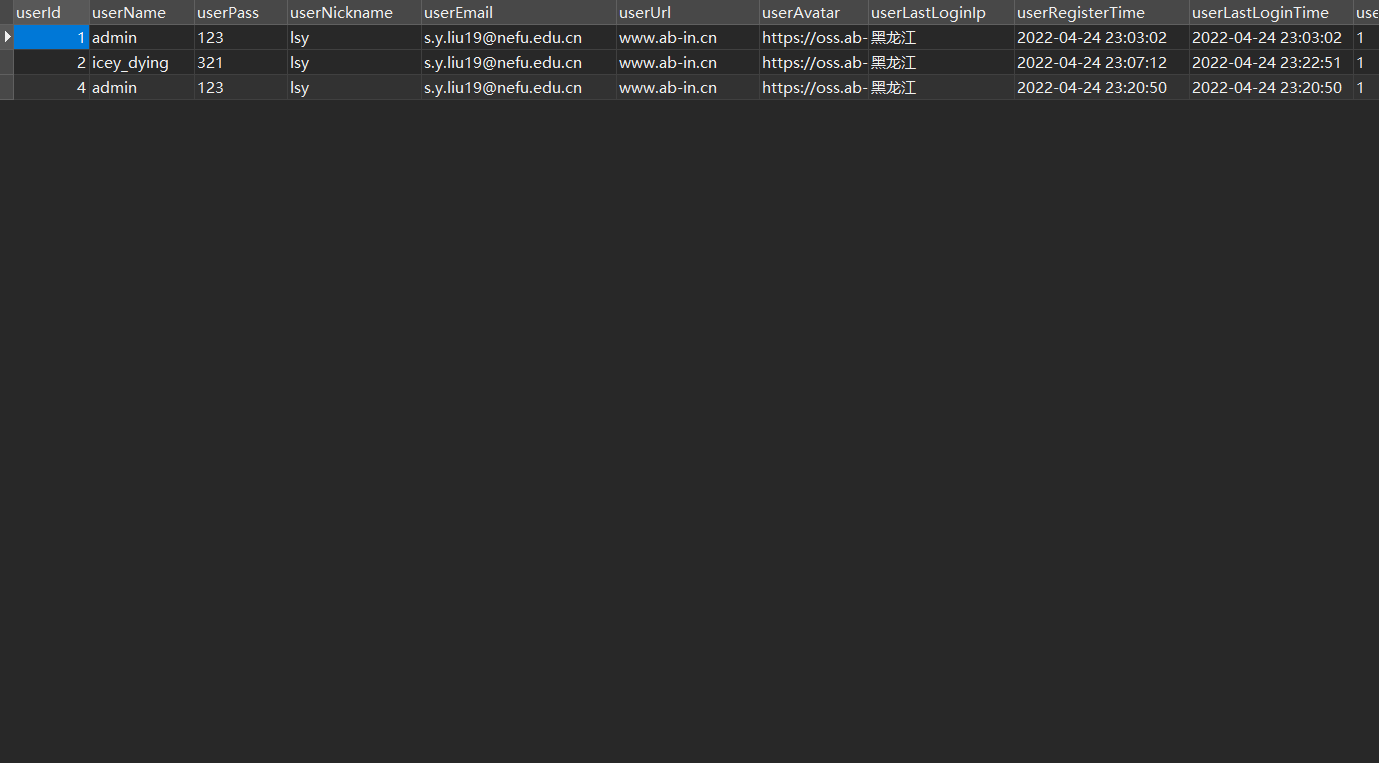 userId userName userPass userNickname userEmail userUrl userAvatar userLastLoginIp userRegisterTime userLastLoginTime use
1 admin 123 lsy s.y.liu19@nefu.edu.cn www.ab-in.cn https://oss.ab- 黑龙江 2022-04-24 23:03:02 2022-04-24 23:03:02 1
2 icey_dying 321 lsy s.y.liu19@nefu.edu.cn www.ab-in.cn https://oss.ab- 黑龙江 2022-04-24 23:07:12 2022-04-24 23:22:51 1
4 admin 123 lsy s.y.liu19@nefu.edu.cn www.ab-in.cn https://oss.ab- 黑龙江 2022-04-24 23:20:50 2022-04-24 23:20:50 1